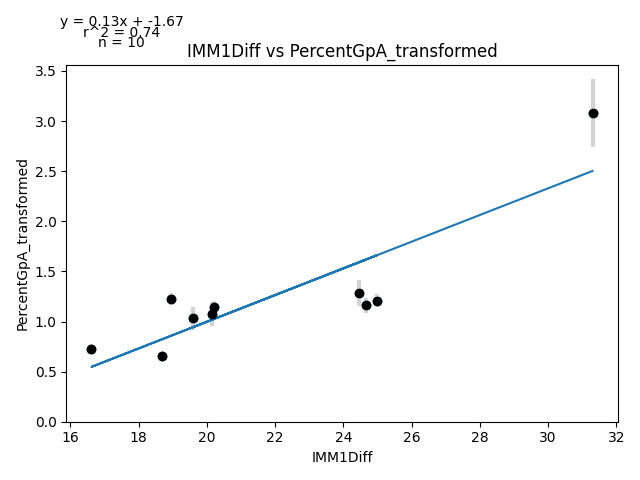 y = 0.13x + -1.67
r^2 = 0.74
n = 10
IMM1Diff vs PercentGpA_transformed
3.5
3.0
2.5
2.0
1.5
1.0
0.5
0.0
PercentGpA_transformed
16 18 20 22 24 26 28 30 32
IMM1Diff